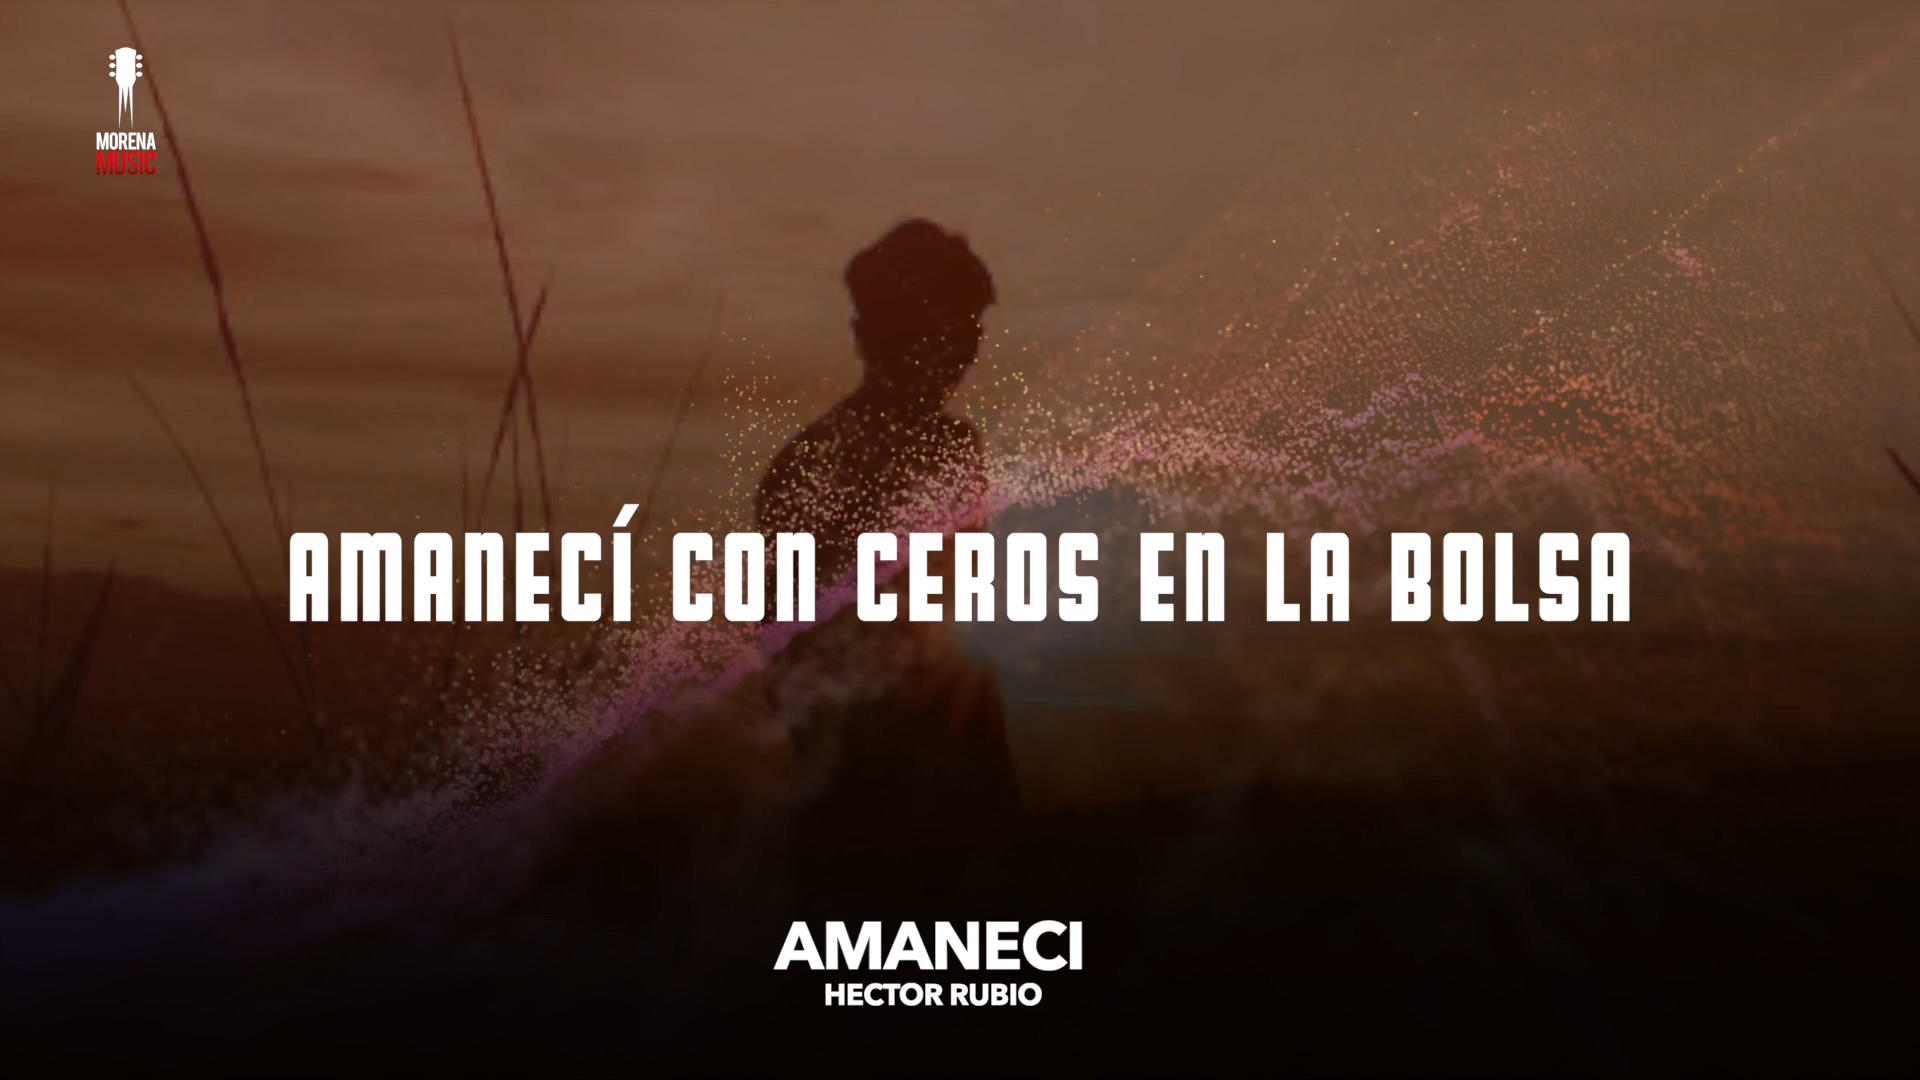 MORENA
MUSIC
AMANECÍ CON CEROS EN LA BOLSA
AMANECI
HECTOR RUBIO